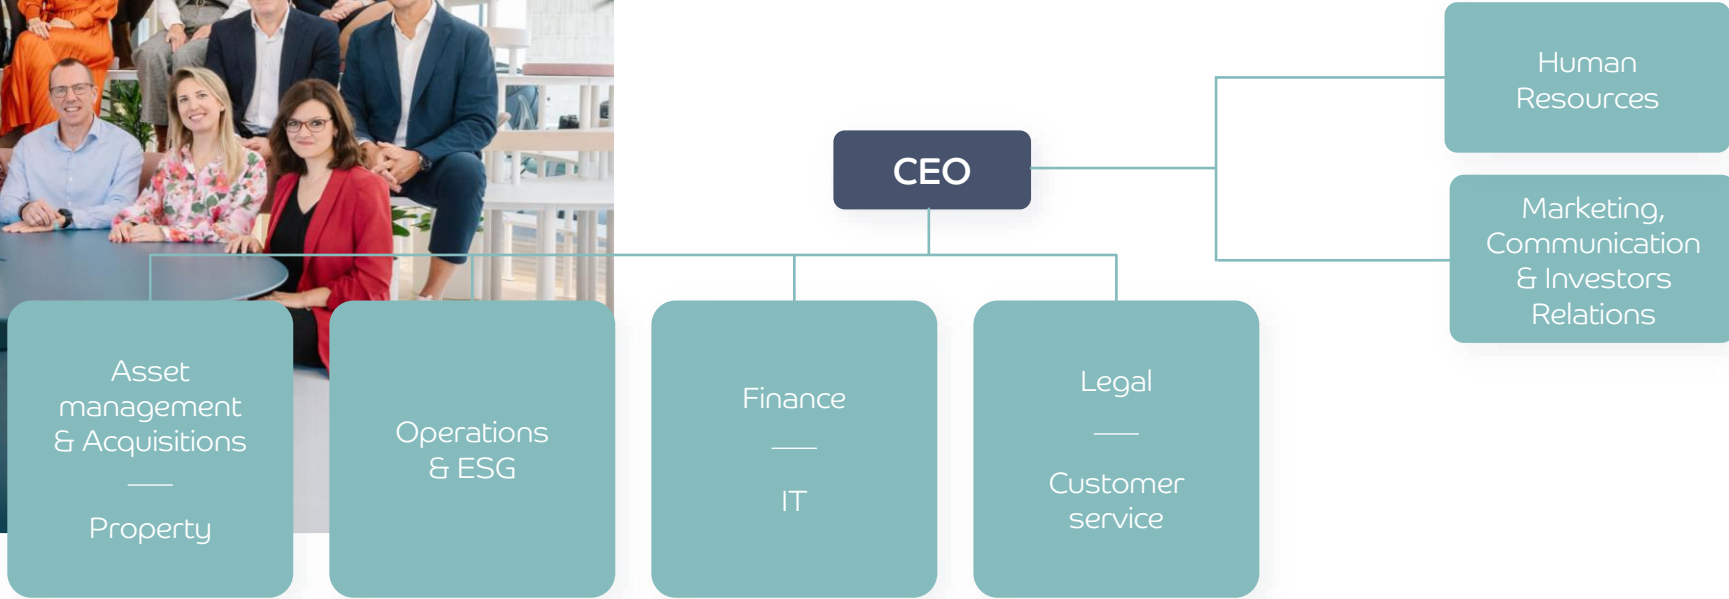 Human
Resources
CEO
Marketing,
Communication
& Investors
Relations
Asset
management
& Acquisitions
Property
Operations
& ESG
Finance
IT
Legal
Customer
service